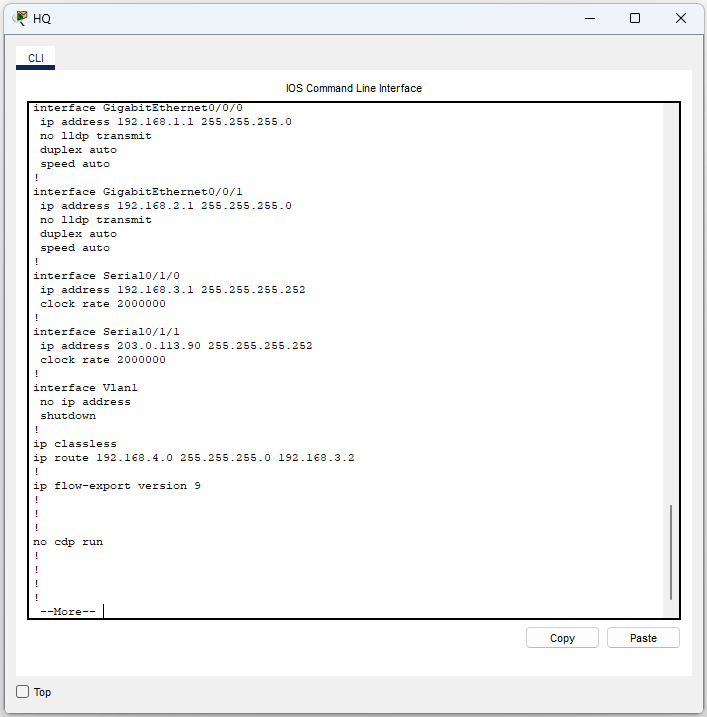 HQ
CLI
IOS Command Line Interface
interface GigabitEthernet0/0/0
 ip address 192.168.1.1 255.255.255.0
 no lldp transmit
 duplex auto
 speed auto
!
interface GigabitEthernet0/0/1
 ip address 192.168.2.1 255.255.255.0
 no lldp transmit
 duplex auto
 speed auto
!
interface Serial0/1/0
 ip address 192.168.3.1 255.255.255.252
 clock rate 2000000
!
interface Serial0/1/1
 ip address 203.0.113.90 255.255.255.252
 clock rate 2000000
!
interface Vlan1
 no ip address
 shutdown
!
ip classless
ip route 192.168.4.0 255.255.255.0 192.168.3.2
!
ip flow-export version 9
!
!
!
no cdp run
!
!
!
!
 --More--
Copy Paste
Top